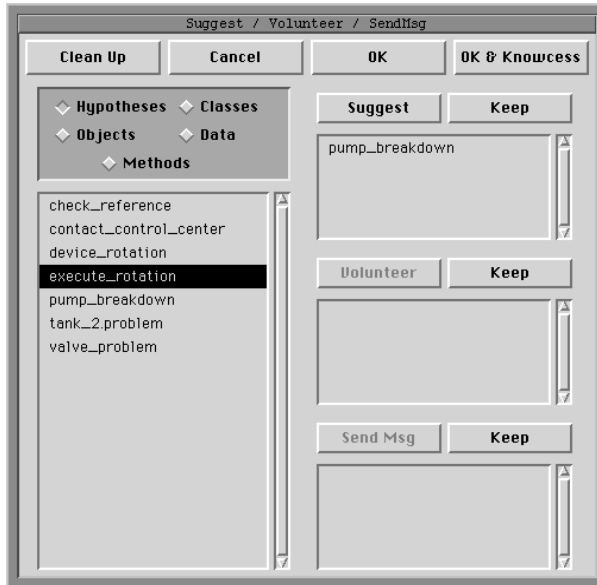 Suggest / Volunteer / SendMsg
Clean Up Cancel OK OK & Knowcess
Hypotheses Classes
Objects Data
Methods
check_reference
contact_control_center
device_rotation
execute_rotation
pump_breakdown
tank_2.problem
valve_problem
Suggest Keep
pump_breakdown
Volunteer Keep
Send Msg Keep